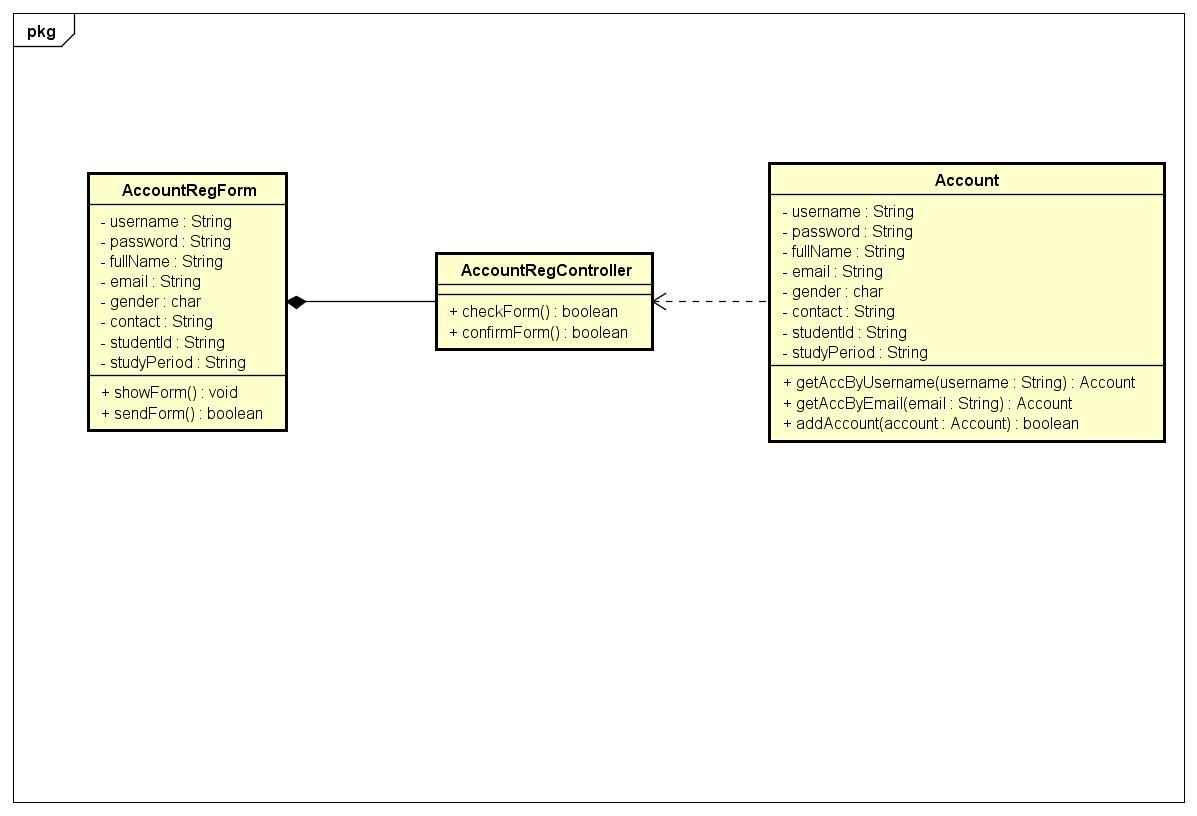 pkg
AccountRegForm
- username : String
- password : String
- fullName : String
- email : String
- gender : char
- contact : String
- studentId : String
- studyPeriod : String
+ showForm() : void
+ sendForm() : boolean
AccountRegController
+ checkForm() : boolean
+ confirmForm() : boolean
Account
- username : String
- password : String
- fullName : String
- email : String
- gender : char
- contact : String
- studentId : String
- studyPeriod : String
+ getAccByUsername(username : String) : Account
+ getAccByEmail(email : String) : Account
+ addAccount(account : Account) : boolean